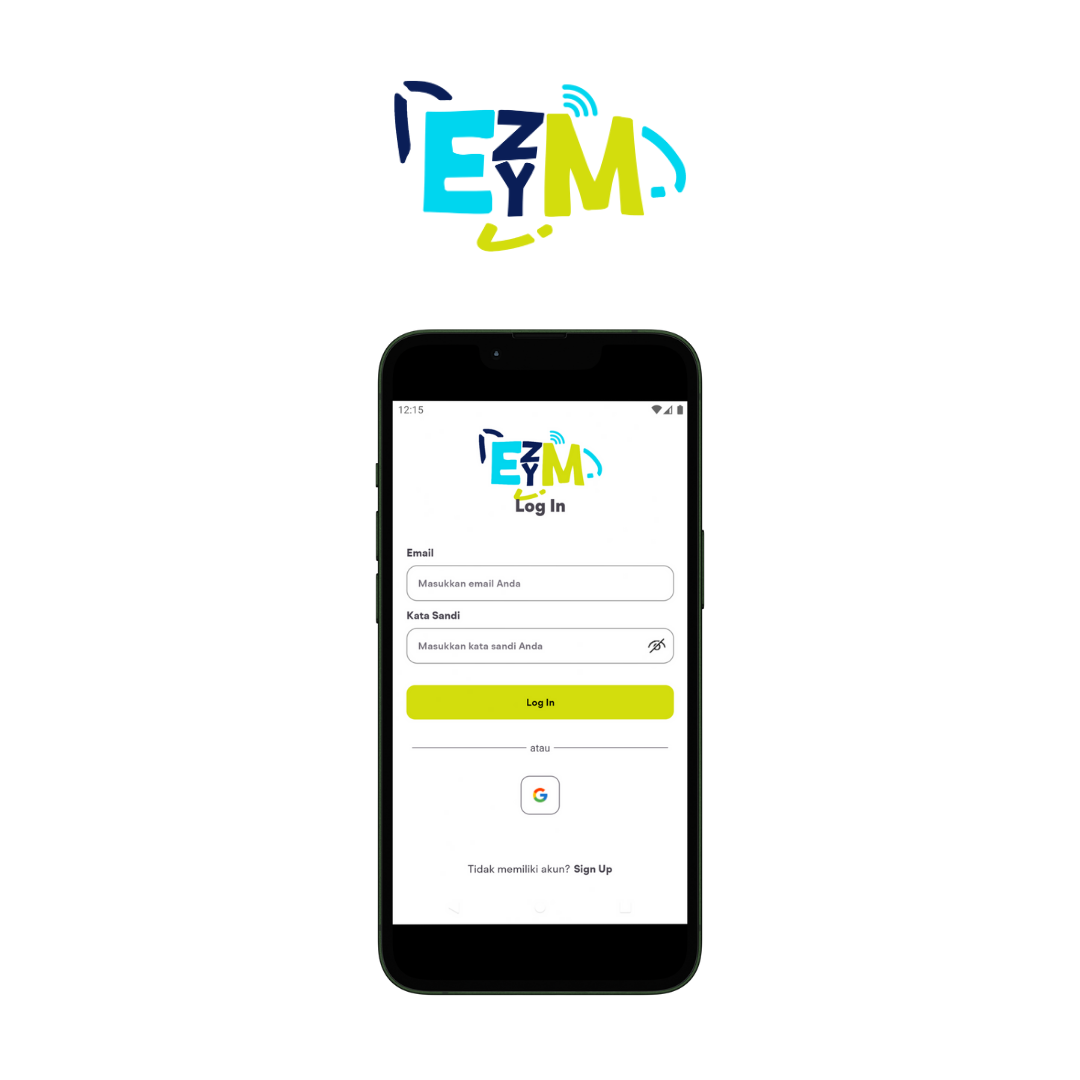 EZYM
12:15
EZYM
Log In
Email
Masukkan email Anda
Kata Sandi
Masukkan kata sandi Anda
Log In
atau
G
Tidak memiliki akun? Sign Up